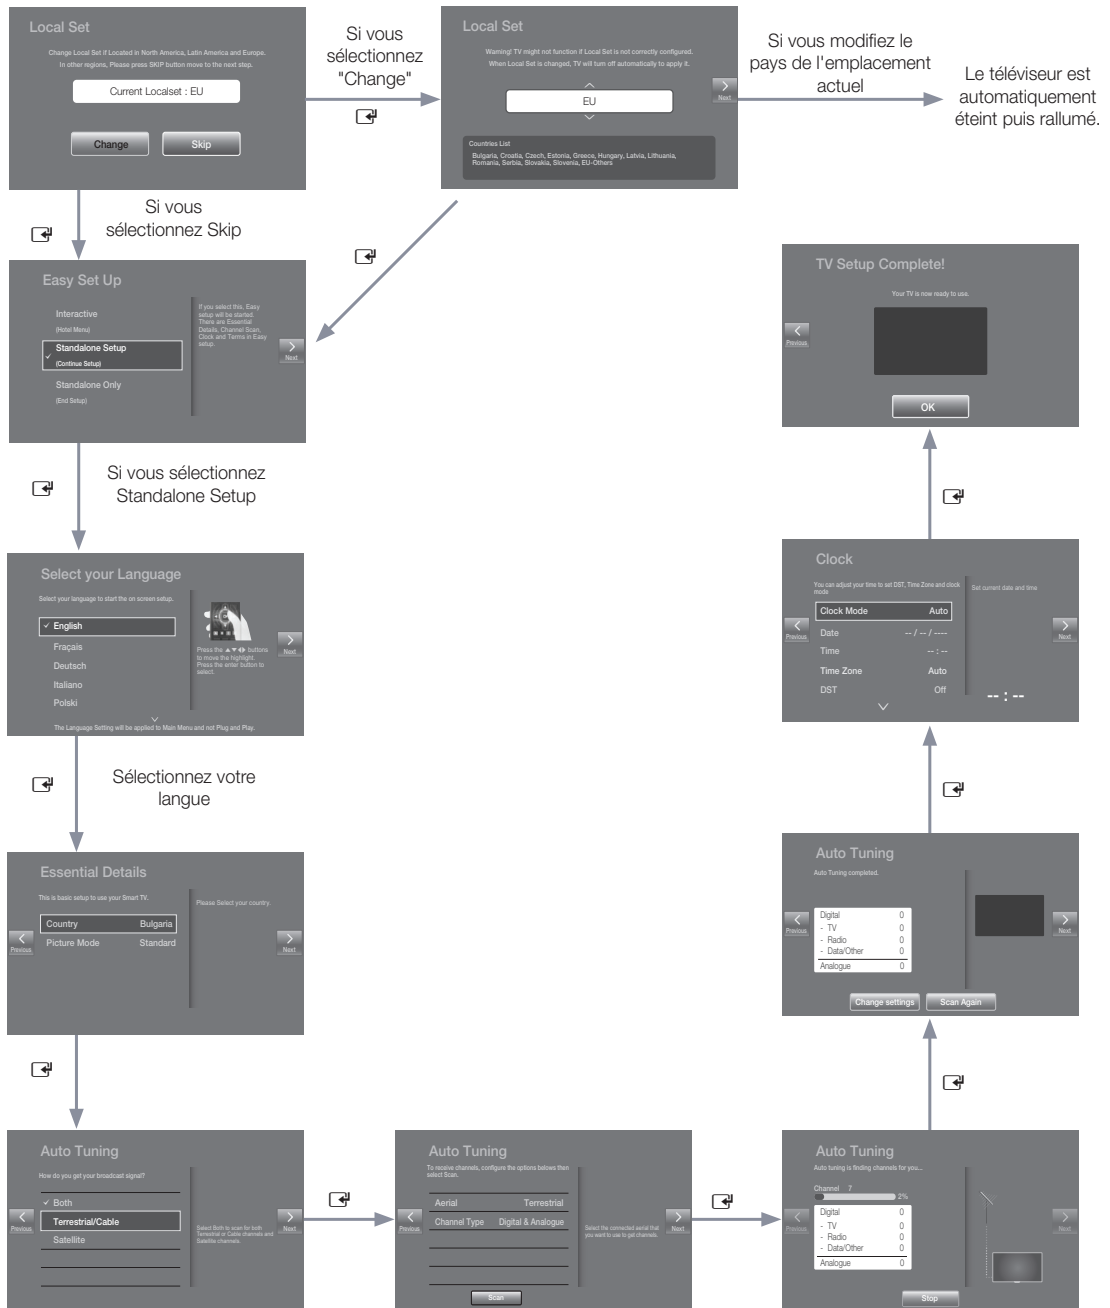 Local Set
Change Local Set if Located in North America, Latin America and Europe.
In other regions, Please press SKIP button move to the next step.
Current Localset : EU
Change
Skip
Si vous
sélectionnez
"Change"
Local Set
Warning! TV might not function if Local Set is not correctly configured.
When Local Set is changed, TV will turn off automatically to apply it.
EU
Next
Countries List
Bulgaria, Croatia, Czech, Estonia, Greece, Hungary, Latvia, Lithuania,
Romania, Serbia, Slovakia, Slovenia, EU-Others
Si vous modifiez le
pays de l'emplacement
actuel
Le téléviseur est
automatiquement
éteint puis rallumé.
Si vous
sélectionnez Skip
Easy Set Up
Interactive
(Hotel Menu)
Standalone Setup
(Continue Setup)
Standalone Only
(End Setup)
If you select this, Easy
setup will be started.
There are Essential
Details, Channel Scan,
Clock and Terms in Easy
setup.
Next
Si vous sélectionnez
Standalone Setup
Select your Language
Select your language to start the on screen setup.
English
Fraçais
Deutsch
Italiano
Polski
Press the ▲▼◀▶ buttons
to move the highlight.
Press the enter button to
select.
Next
The Language Setting will be applied to Main Menu and not Plug and Play.
Sélectionnez votre
langue
Essential Details
This is basic setup to use your Smart TV.
Country Bulgaria
Picture Mode Standard
Please Select your country.
Previous
Next
Auto Tuning
How do you get your broadcast signal?
Both
Terrestrial/Cable
Satellite
Select Both to scan for both
Terrestrial or Cable channels and
Satellite channels.
Previous
Next
Auto Tuning
To receive channels, configure the options belows then
select Scan.
Aerial Terrestrial
Channel Type Digital & Analogue
Select the connected aerial that
you want to use to get channels.
Previous
Next
Scan
Auto Tuning
Auto tuning is finding channels for you...
Channel 7
2%
Digital 0
- TV 0
- Radio 0
- Data/Other 0
Analogue 0
Previous
Next
Stop
Auto Tuning
Auto Tuning completed.
Digital 0
- TV 0
- Radio 0
- Data/Other 0
Analogue 0
Previous
Next
Change settings
Scan Again
Clock
You can adjust your time to set DST, Time Zone and clock
mode
Clock Mode Auto
Date -- / -- / ----
Time -- : --
Time Zone Auto
DST Off
Set current date and time
-- : --
Previous
Next
TV Setup Complete!
Your TV is now ready to use.
Previous
OK